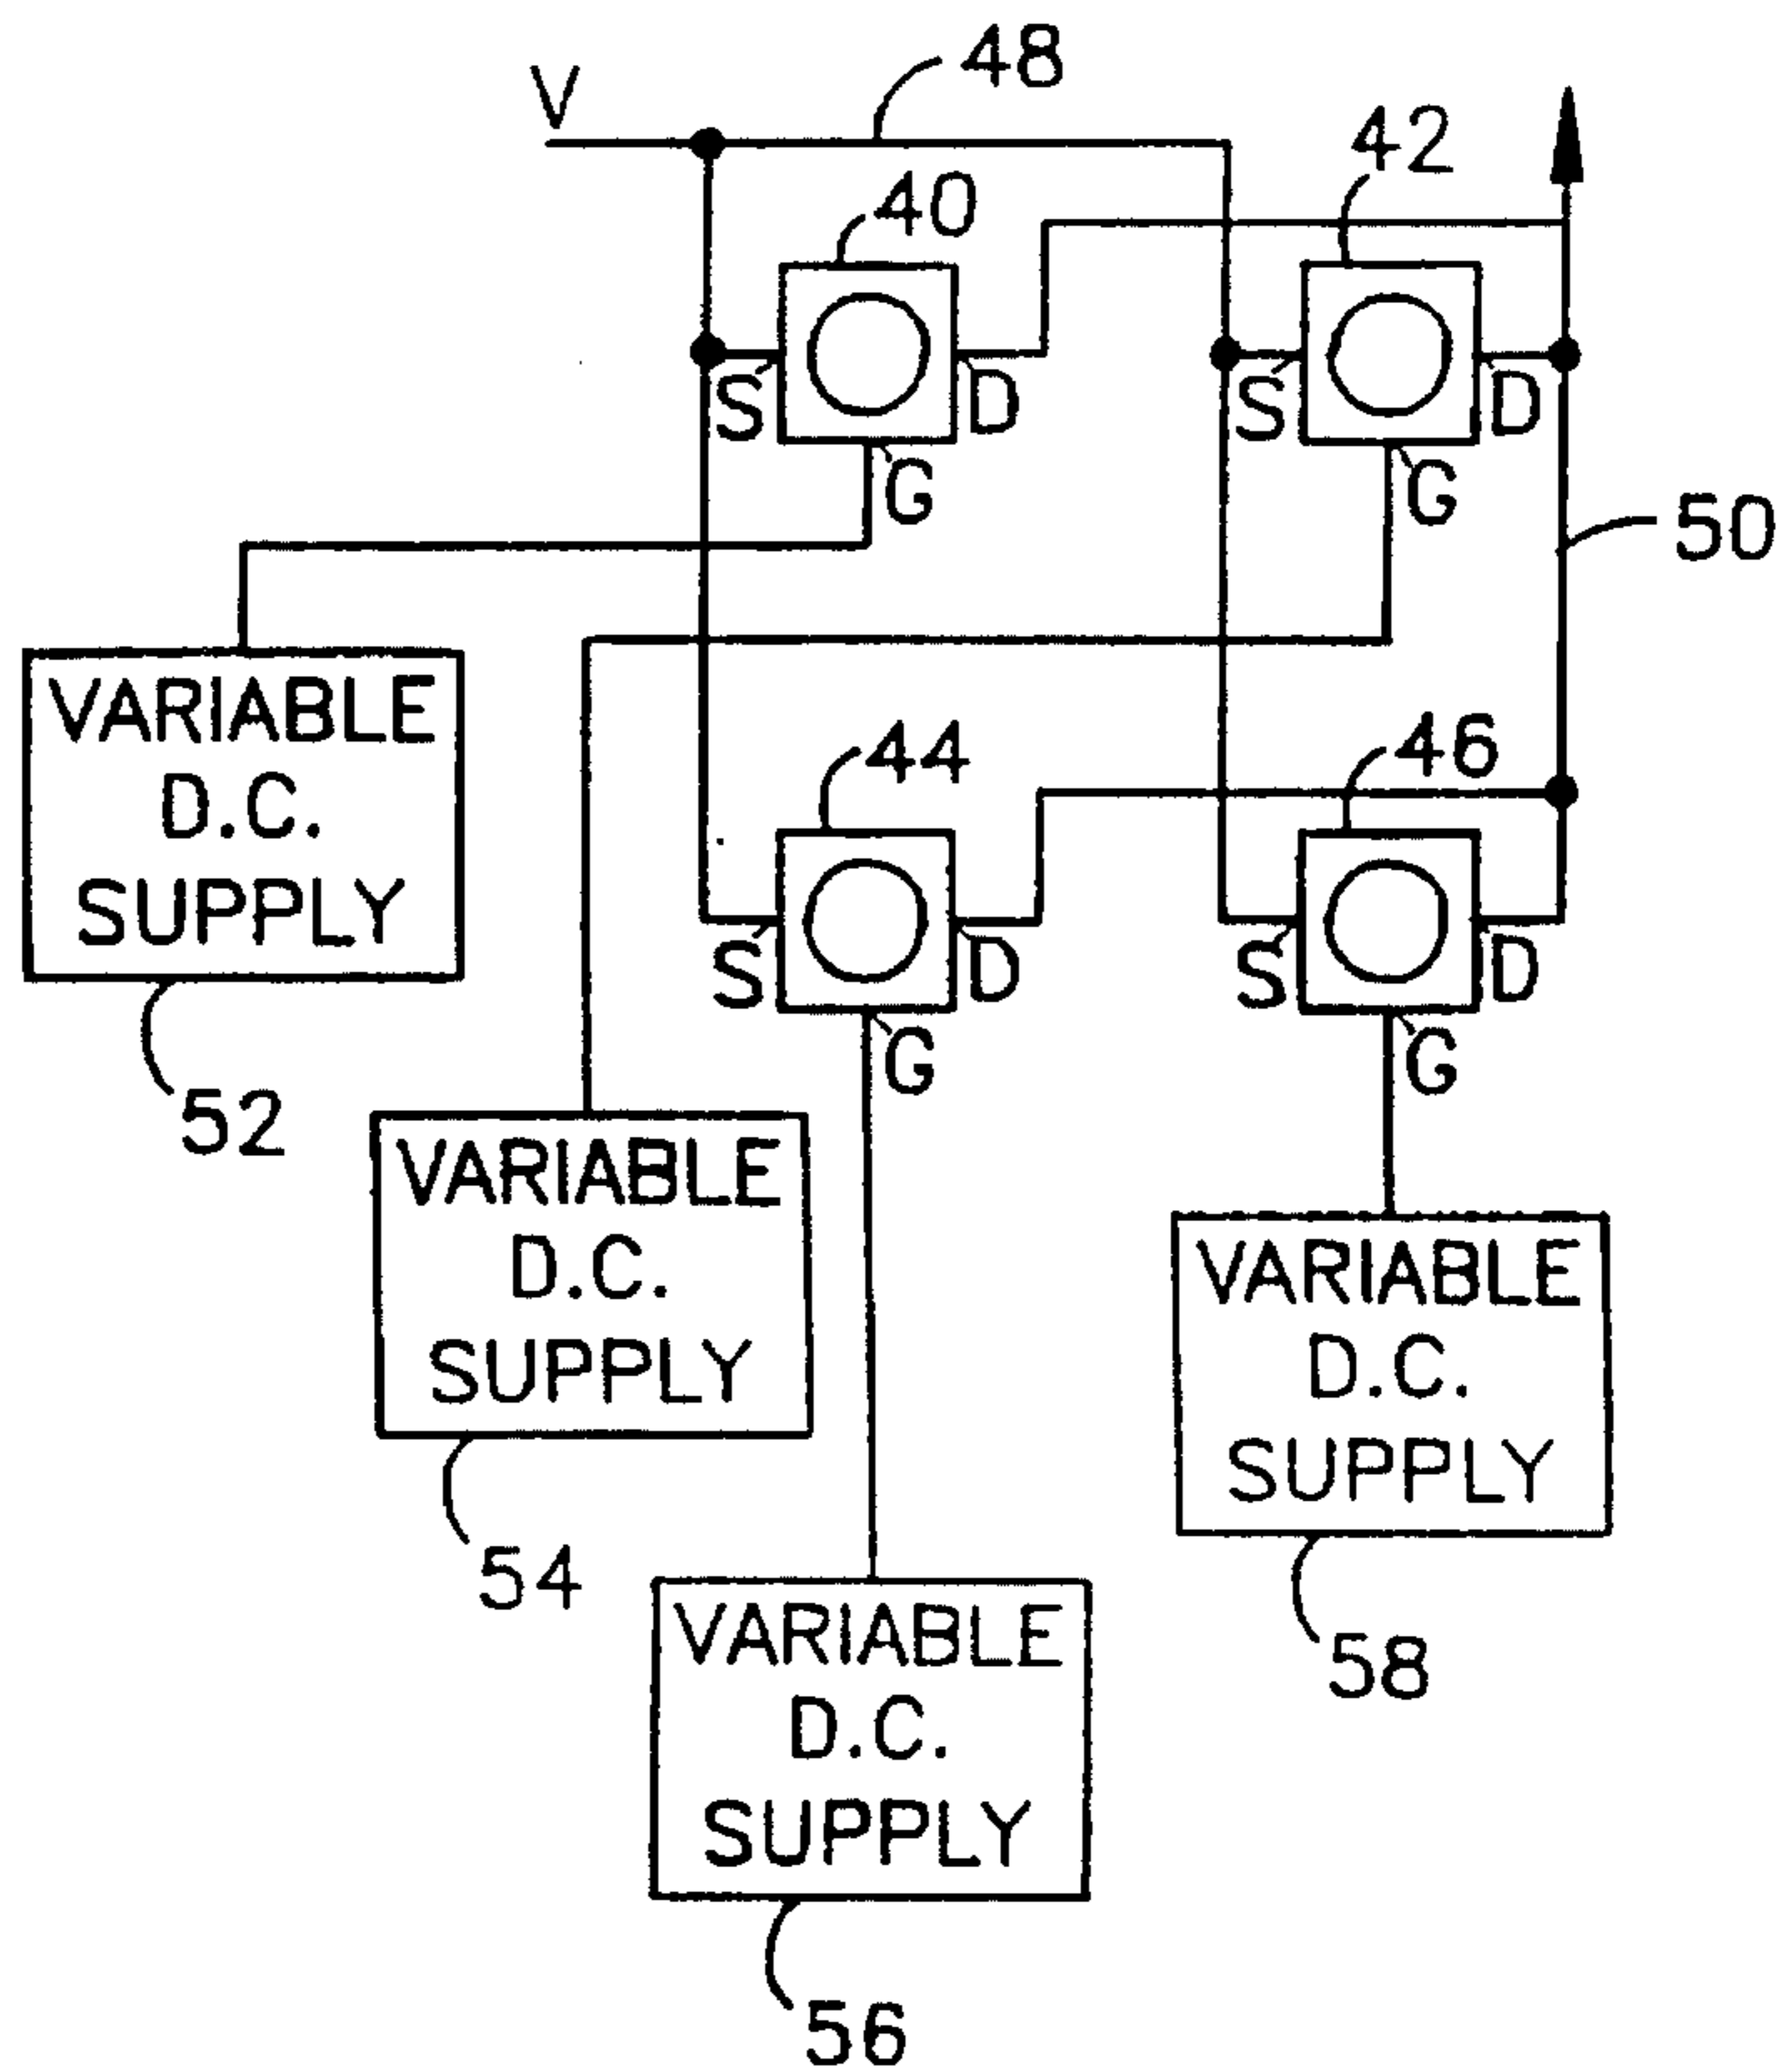 48
V
42
40
S
D
S
D
G
G
50
VARIABLE
D.C.
SUPPLY
44
46
S
D
S
D
G
G
52
VARIABLE
D.C.
SUPPLY
VARIABLE
D.C.
SUPPLY
54
58
VARIABLE
D.C.
SUPPLY
56